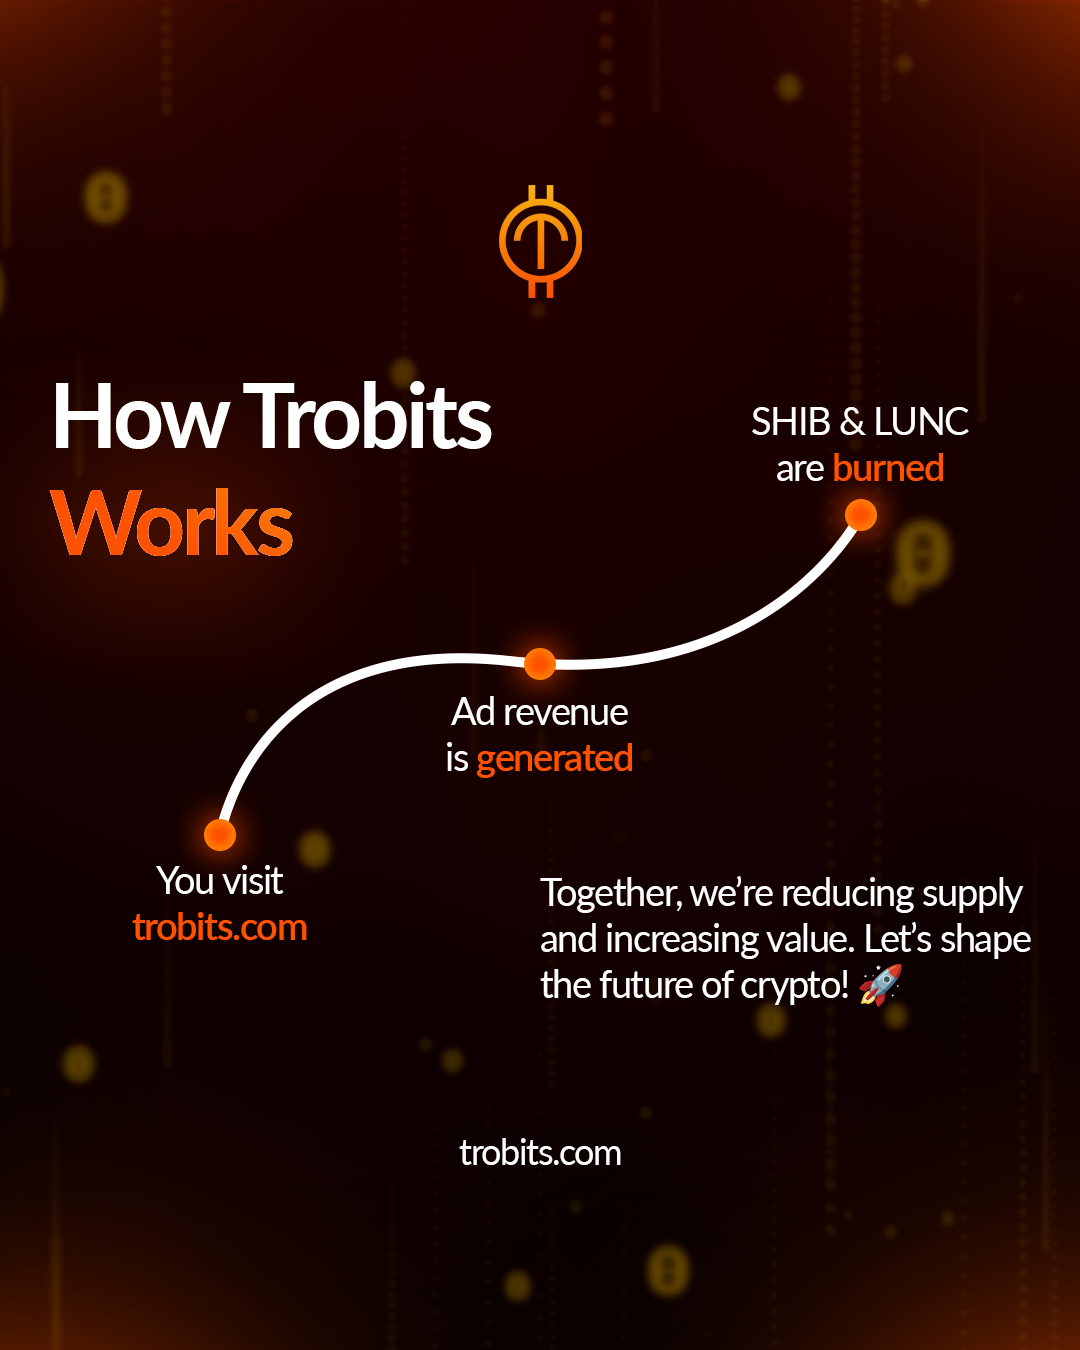 How Trobits
Works
SHIB & LUNC
are burned
Ad revenue
is generated
You visit
trobits.com
Together, we’re reducing supply
and increasing value. Let’s shape
the future of crypto! 🚀
trobits.com